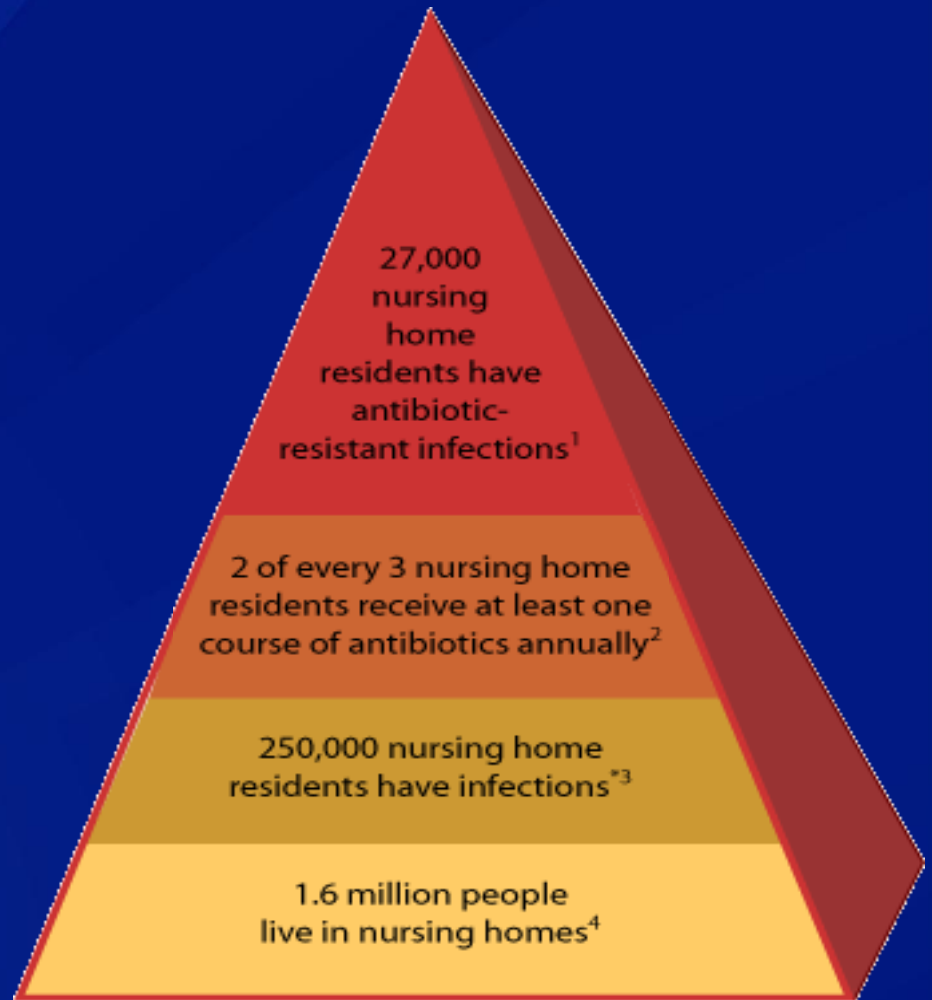 27,000
nursing
home
residents have
antibiotic-
resistant infections¹
2 of every 3 nursing home
residents receive at least one
course of antibiotics annually²
250,000 nursing home
residents have infections*³
1.6 million people
live in nursing homes⁴